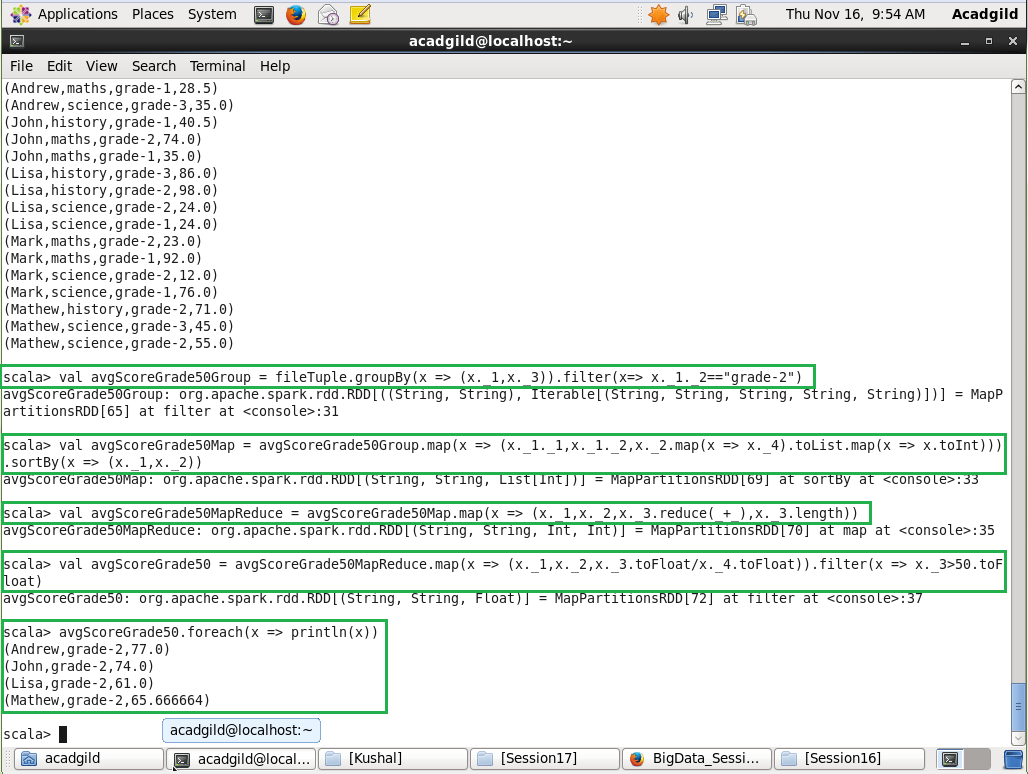 Applications Places System Thu Nov 16, 9:54 AM Acadgild
acadgild@localhost:~
File Edit View Search Terminal Help
(Andrew,maths,grade-1,28.5)
(Andrew,science,grade-3,35.0)
(John,history,grade-1,40.5)
(John,maths,grade-2,74.0)
(John,maths,grade-1,35.0)
(Lisa,history,grade-3,86.0)
(Lisa,history,grade-2,98.0)
(Lisa,science,grade-2,24.0)
(Lisa,science,grade-1,24.0)
(Mark,maths,grade-2,23.0)
(Mark,maths,grade-1,92.0)
(Mark,science,grade-2,12.0)
(Mark,science,grade-1,76.0)
(Mathew,history,grade-2,71.0)
(Mathew,science,grade-3,45.0)
(Mathew,science,grade-2,55.0)
scala> val avgScoreGrade50Group = fileTuple.groupBy(x => (x._1,x._3)).filter(x=> x._1._2=="grade-2")
avgScoreGrade50Group: org.apache.spark.rdd.RDD[((String, String), Iterable[(String, String, String, String, String)])] = MapP
artitionsRDD[65] at filter at <console>:31
scala> val avgScoreGrade50Map = avgScoreGrade50Group.map(x => (x._1._1,x._1._2,x._2.map(x => x._4).toList.map(x => x.toInt)))
.sortBy(x => (x._1,x._2))
avgScoreGrade50Map: org.apache.spark.rdd.RDD[(String, String, List[Int])] = MapPartitionsRDD[69] at sortBy at <console>:33
scala> val avgScoreGrade50MapReduce = avgScoreGrade50Map.map(x => (x._1,x._2,x._3.reduce(_+_),x._3.length))
avgScoreGrade50MapReduce: org.apache.spark.rdd.RDD[(String, String, Int, Int)] = MapPartitionsRDD[70] at map at <console>:35
scala> val avgScoreGrade50 = avgScoreGrade50MapReduce.map(x => (x._1,x._2,x._3.toFloat/x._4.toFloat)).filter(x => x._3>50.toF
loat)
avgScoreGrade50: org.apache.spark.rdd.RDD[(String, String, Float)] = MapPartitionsRDD[72] at filter at <console>:37
scala> avgScoreGrade50.foreach(x => println(x))
(Andrew,grade-2,77.0)
(John,grade-2,74.0)
(Lisa,grade-2,61.0)
(Mathew,grade-2,65.666664)
scala>
acadgild@localhost:~
acadgild acadgild@local... [Kushal] [Session17] BigData_Sessi... [Session16]